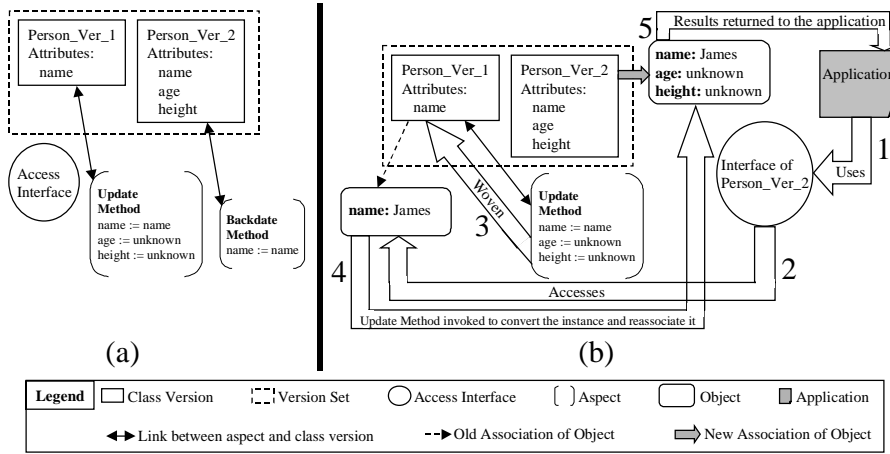 Person_Ver_1
Attributes:
name
Person_Ver_2
Attributes:
name
age
height
Access
Interface
Update
Method
name := name
age := unknown
height := unknown
Backdate
Method
name := name
(a)
5
Results returned to the application
name: James
age: unknown
height: unknown
Application
1
Person_Ver_1
Attributes:
name
Person_Ver_2
Attributes:
name
age
height
Interface of
Person_Ver_2
Uses
name: James
Woven
3
Update
Method
name := name
age := unknown
height := unknown
4
2
Accesses
Update Method invoked to convert the instance and reassociate it
(b)
Legend
Class Version
Version Set
Access Interface
Aspect
Object
Application
Link between aspect and class version
Old Association of Object
New Association of Object